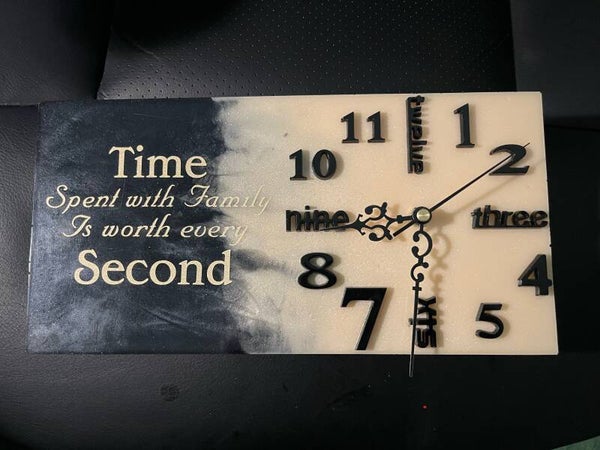 Time
Spent with Family
Is worth every
Second
twelve
11
1
10
2
nine
three
8
4
7
six
5